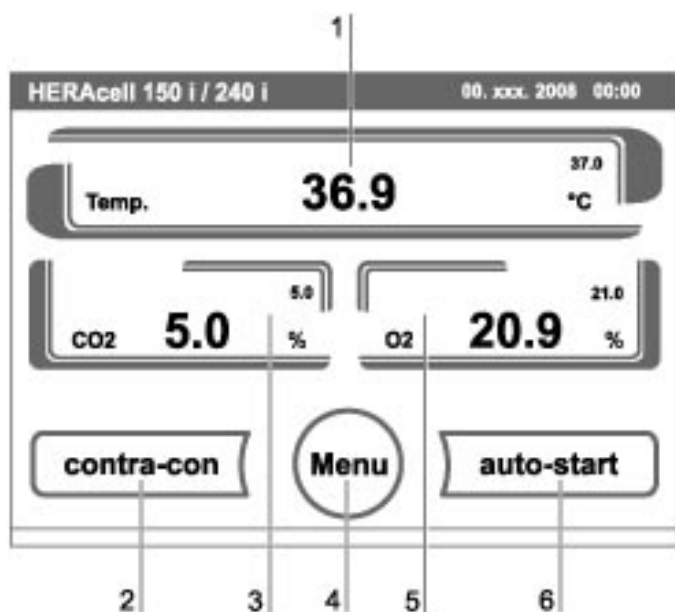 1
HERAcell 150 i / 240 i 00. xxx. 2008 00:00
37.0
Temp. 36.9 °C
5.0 21.0
CO2 5.0 % O2 20.9 %
contra-con Menu auto-start
2 3 4 5 6